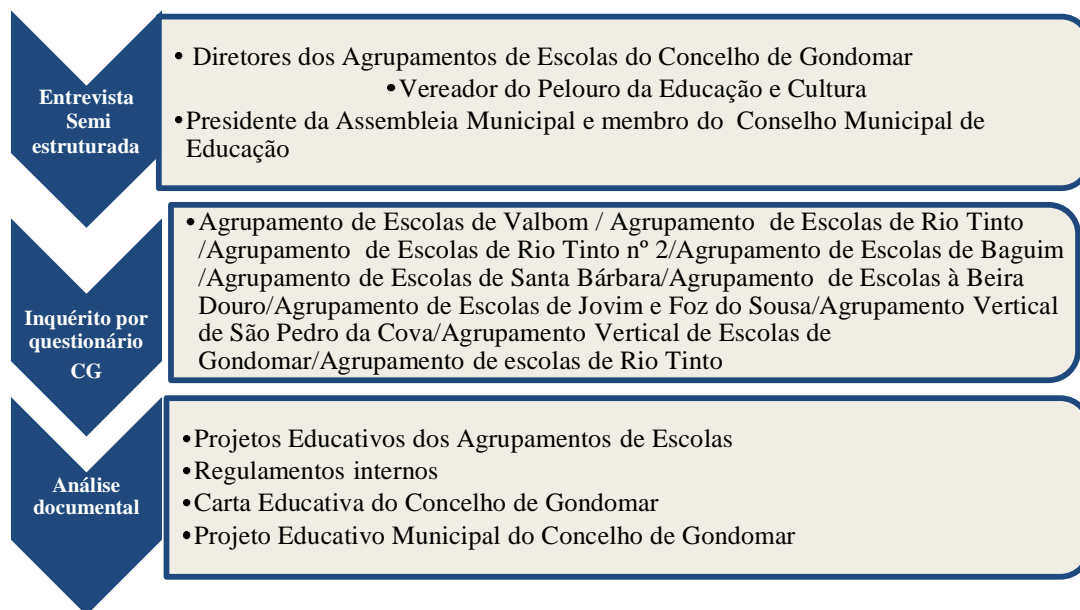 Entrevista
Semi
estruturada
• Diretores dos Agrupamentos de Escolas do Concelho de Gondomar
•Vereador do Pelouro da Educação e Cultura
•Presidente da Assembleia Municipal e membro do Conselho Municipal de
Educação
Inquérito por
questionário
CG
•Agrupamento de Escolas de Valbom / Agrupamento de Escolas de Rio Tinto
/Agrupamento de Escolas de Rio Tinto nº 2/Agrupamento de Escolas de Baguim
/Agrupamento de Escolas de Santa Bárbara/Agrupamento de Escolas à Beira
Douro/Agrupamento de Escolas de Jovim e Foz do Sousa/Agrupamento Vertical
de São Pedro da Cova/Agrupamento Vertical de Escolas de
Gondomar/Agrupamento de escolas de Rio Tinto
Análise
documental
•Projetos Educativos dos Agrupamentos de Escolas
•Regulamentos internos
•Carta Educativa do Concelho de Gondomar
•Projeto Educativo Municipal do Concelho de Gondomar